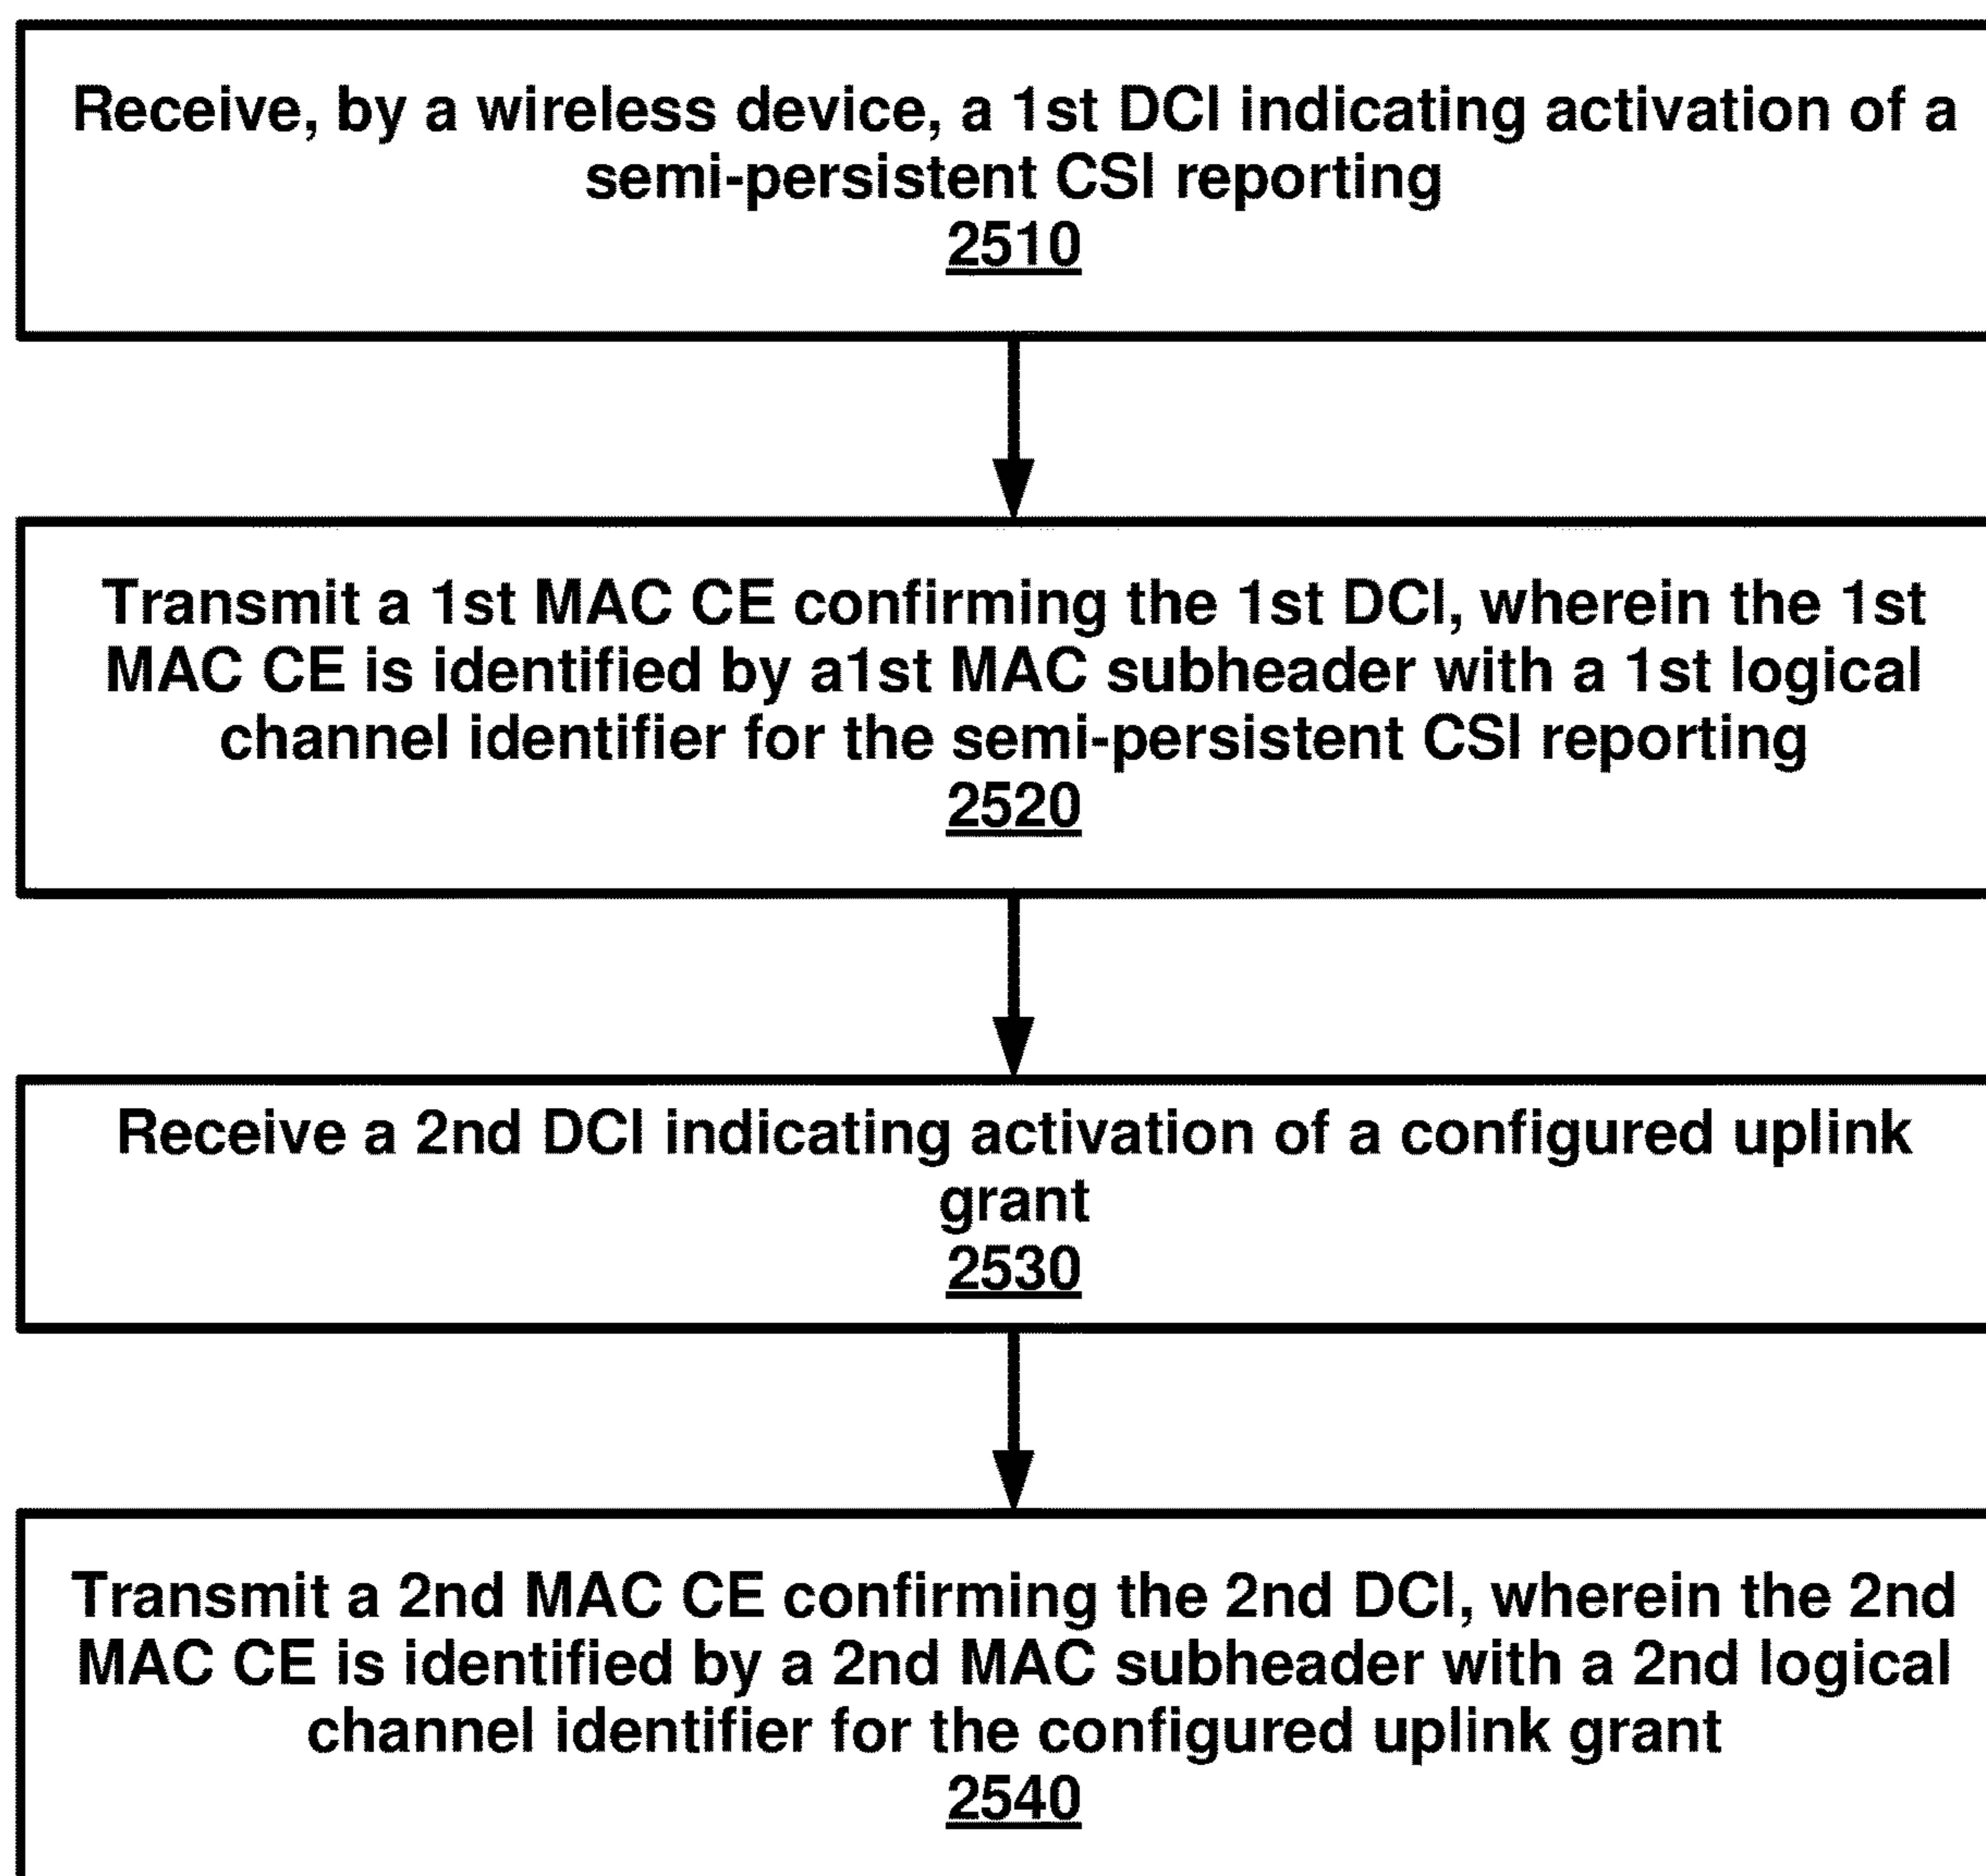 Receive, by a wireless device, a 1st DCI indicating activation of a
semi-persistent CSI reporting
2510
Transmit a 1st MAC CE confirming the 1st DCI, wherein the 1st
MAC CE is identified by a1st MAC subheader with a 1st logical
channel identifier for the semi-persistent CSI reporting
2520
Receive a 2nd DCI indicating activation of a configured uplink
grant
2530
Transmit a 2nd MAC CE confirming the 2nd DCI, wherein the 2nd
MAC CE is identified by a 2nd MAC subheader with a 2nd logical
channel identifier for the configured uplink grant
2540